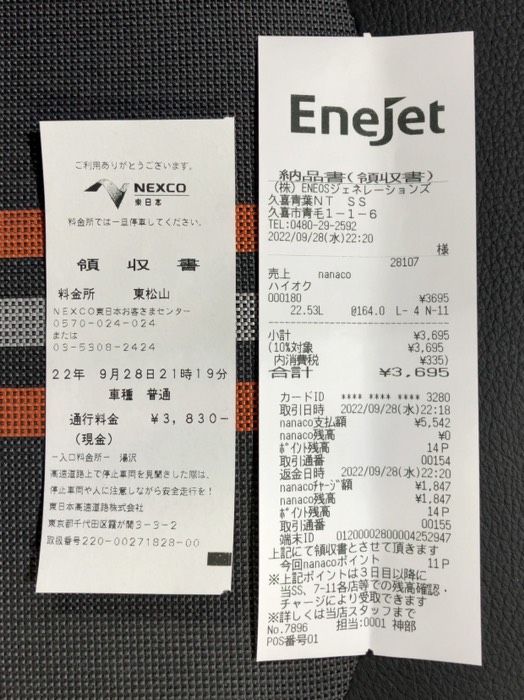 ご利用ありがとうございます。
NEXCO
東日本
料金所では一旦停車してください。
領 収 書
料金所 東松山
NEXCO東日本お客さまセンター
0570-024-024
または
03-5308-2424
22年 9月28日21時19分
車種 普通
通行料金 ¥3,830-
(現金)
−入口料金所− 湯沢
高速道路上で停止車両を見聞きした際は、
停止車両や人に注意しながら安全走行を!
東日本高速道路株式会社
東京都千代田区霞が関3-3-2
取扱番号220-00271828-00
EneJet
納品書(領収書)
(株)ENEOSジェネレーションズ
久喜青葉NT SS
久喜市青毛1-1-6
TEL:0480-29-2592
2022/09/28(水)22:20
様
28107
売上 nanaco
ハイオク
000180 ¥3695
22.53L @164.0 L- 4 N-11
小計 ¥3,695
(10%対象 ¥3,695
内消費税 ¥335)
合計 ¥3,695
カードID **** **** **** 3280
取引日時 2022/09/28(水)22:18
nanaco支払額 ¥5,542
nanaco残高 ¥0
ポイント残高 14P
取引通番 00154
返金日時 2022/09/28(水)22:20
nanacoチャージ額 ¥1,847
nanaco残高 ¥1,847
ポイント残高 14P
取引通番 00155
端末ID 01200002800004252947
上記にて領収書とさせて頂きます
今回nanacoポイント 11P
※上記ポイントは3日目以降に
当SS、7-11各店等での残高確認・
チャージにより受取できます
※詳しくは当店スタッフまで
No.7896 担当:0001 神部
POS番号01